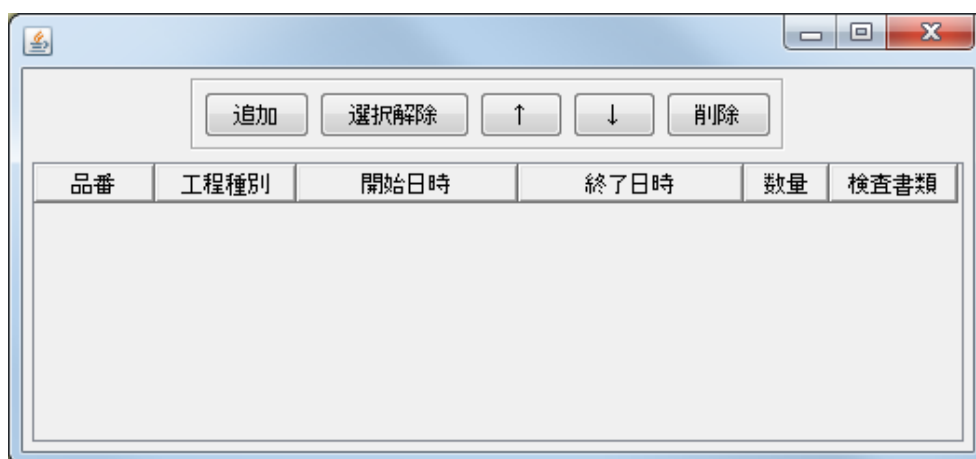 追加 選択解除 ↑ ↓ 削除
品番 工程種別 開始日時 終了日時 数量 検査書類